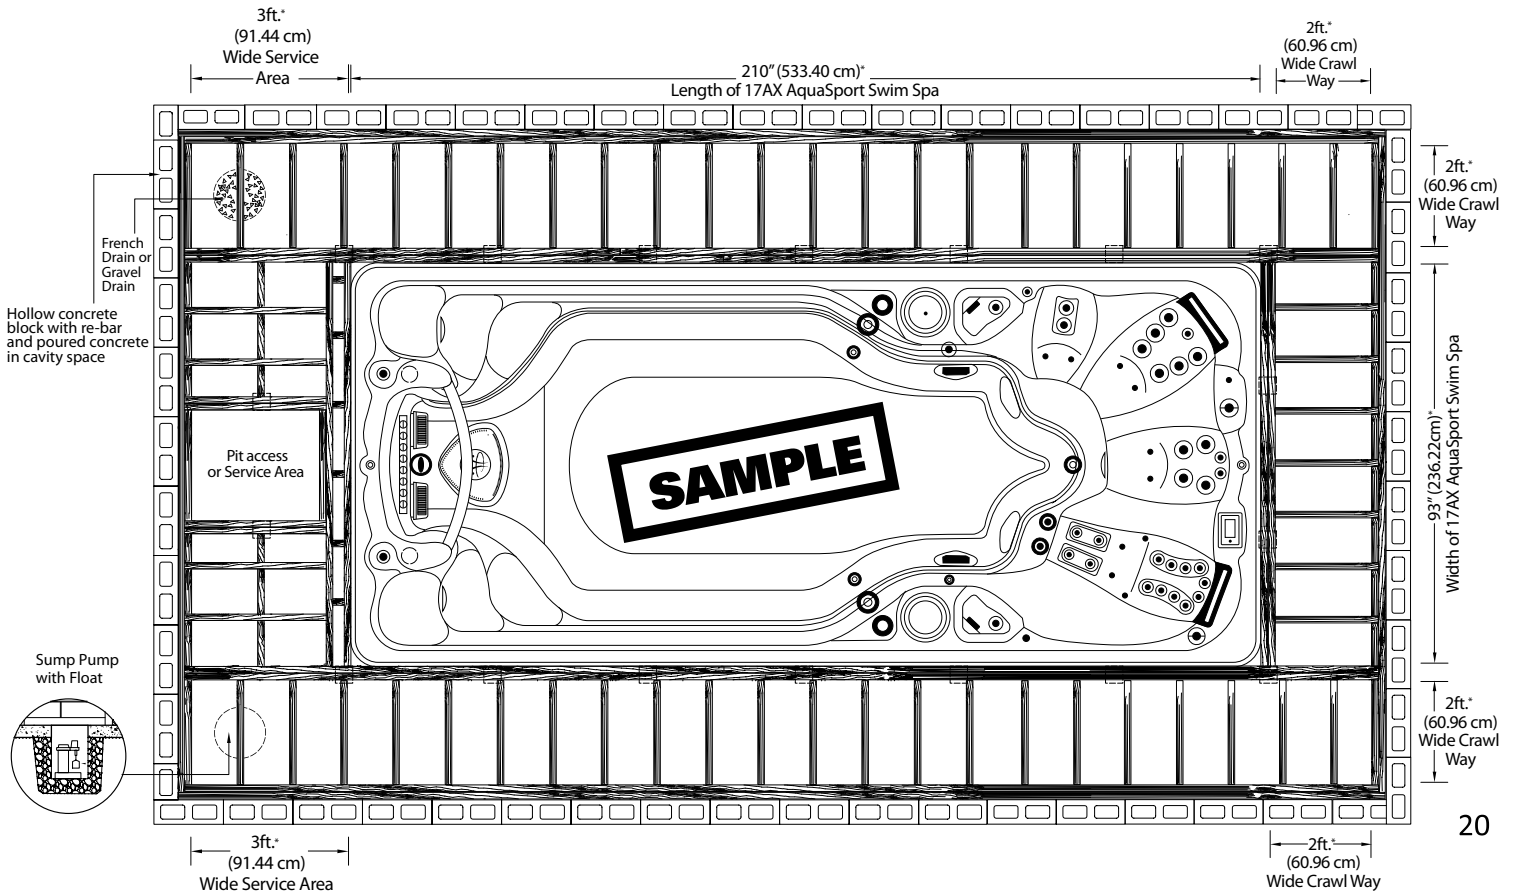 3ft.*
(91.44 cm)
Wide Service
Area
2ft.*
(60.96 cm)
Wide Crawl
Way
210" (533.40 cm)*
Length of 17AX AquaSport Swim Spa
2ft.*
(60.96 cm)
Wide Crawl
Way
French
Drain or
Gravel
Drain
Hollow concrete
block with re-bar
and poured concrete
in cavity space
Pit access
or Service Area
SAMPLE
93" (236.22cm)*
Width of 17AX AquaSport Swim Spa
Sump Pump
with Float
2ft.*
(60.96 cm)
Wide Crawl
Way
20
3ft.*
(91.44 cm)
Wide Service Area
2ft.*
(60.96 cm)
Wide Crawl Way